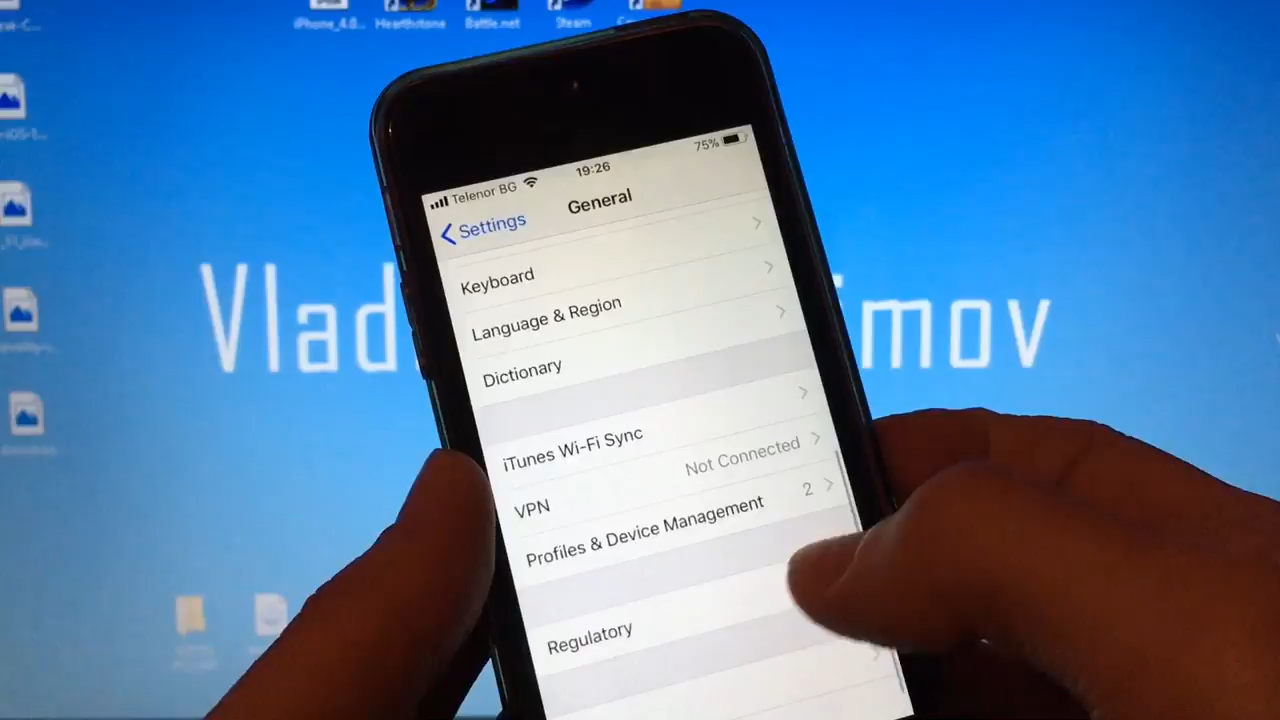 iPhone_4.0...
Hearthstone
Battle.net
Steam
Telenor BG
19:26
75%
Settings
General
Keyboard
Language & Region
Dictionary
iTunes Wi-Fi Sync
VPN
Not Connected
Profiles & Device Management
2
Regulatory
Vlad
imov